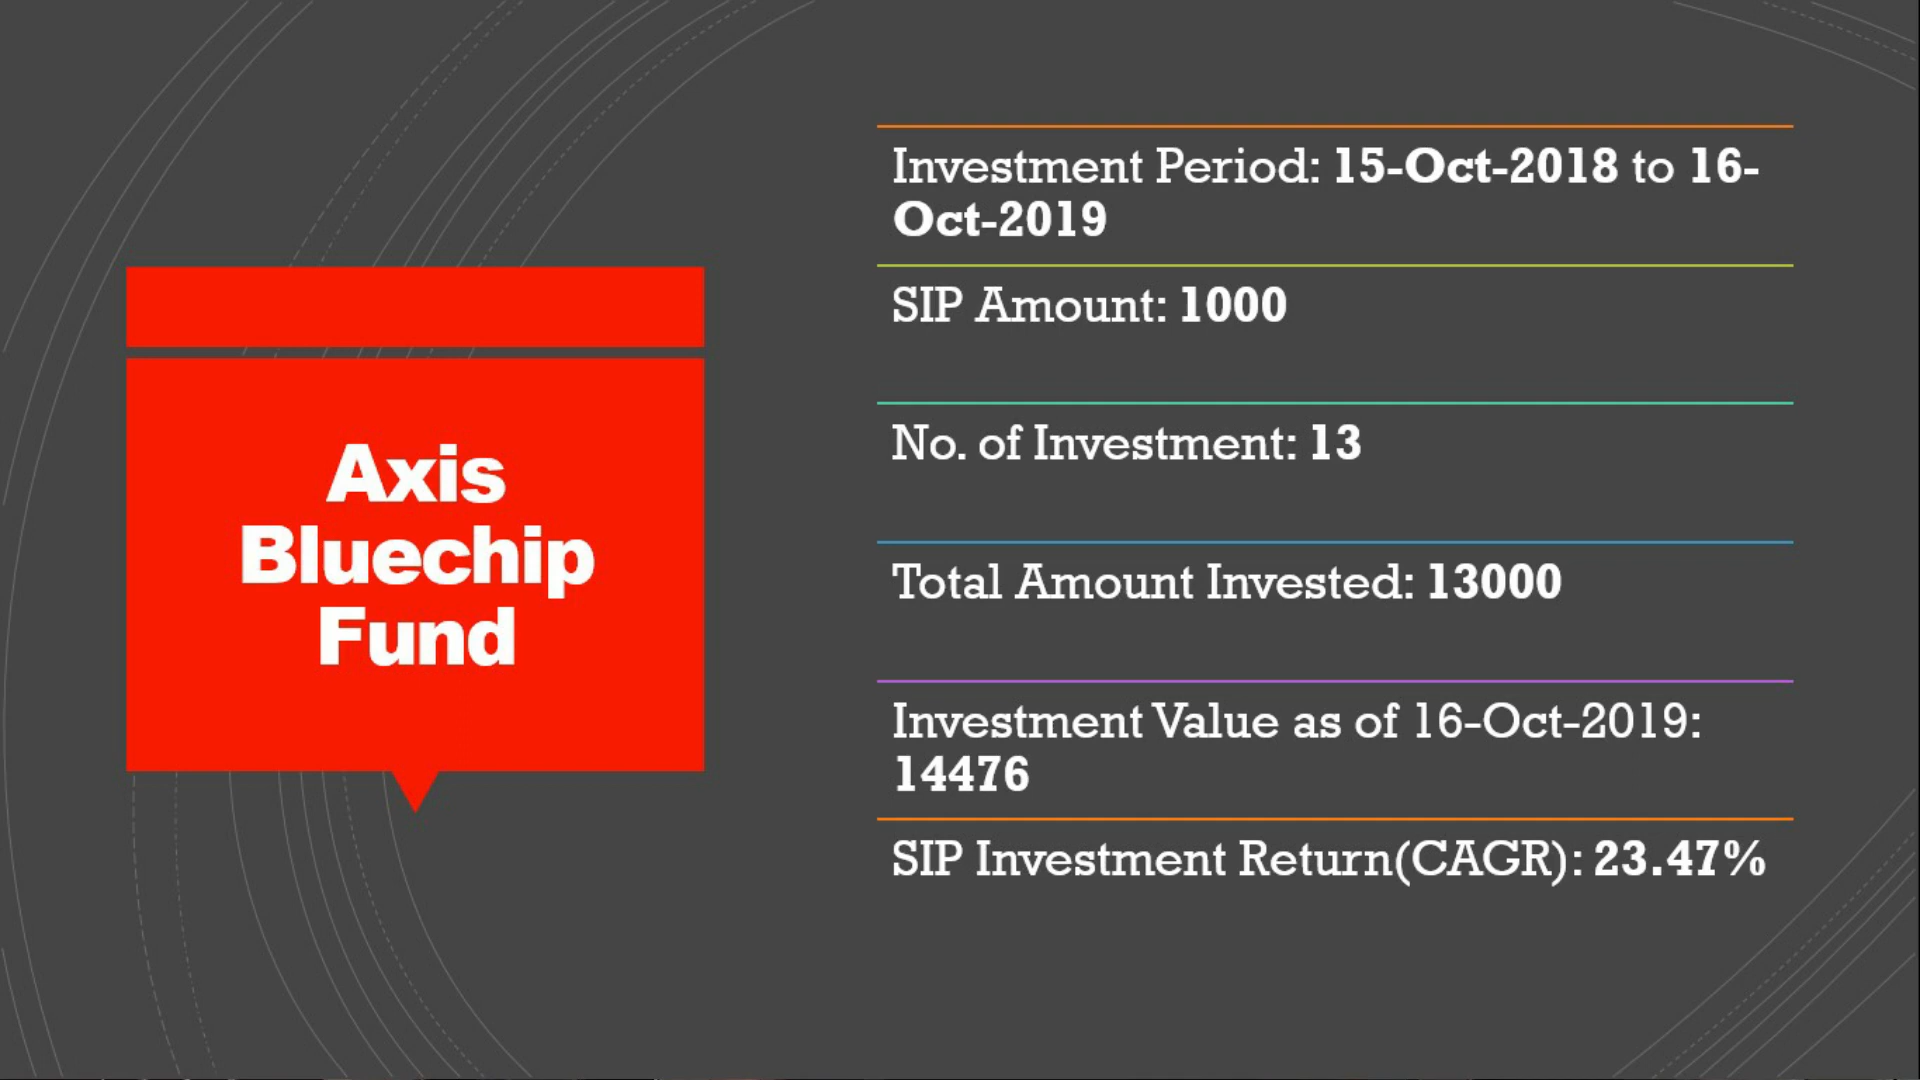 Axis
Bluechip
Fund
Investment Period: 15-Oct-2018 to 16-
Oct-2019
SIP Amount: 1000
No. of Investment: 13
Total Amount Invested: 13000
Investment Value as of 16-Oct-2019:
14476
SIP Investment Return(CAGR): 23.47%